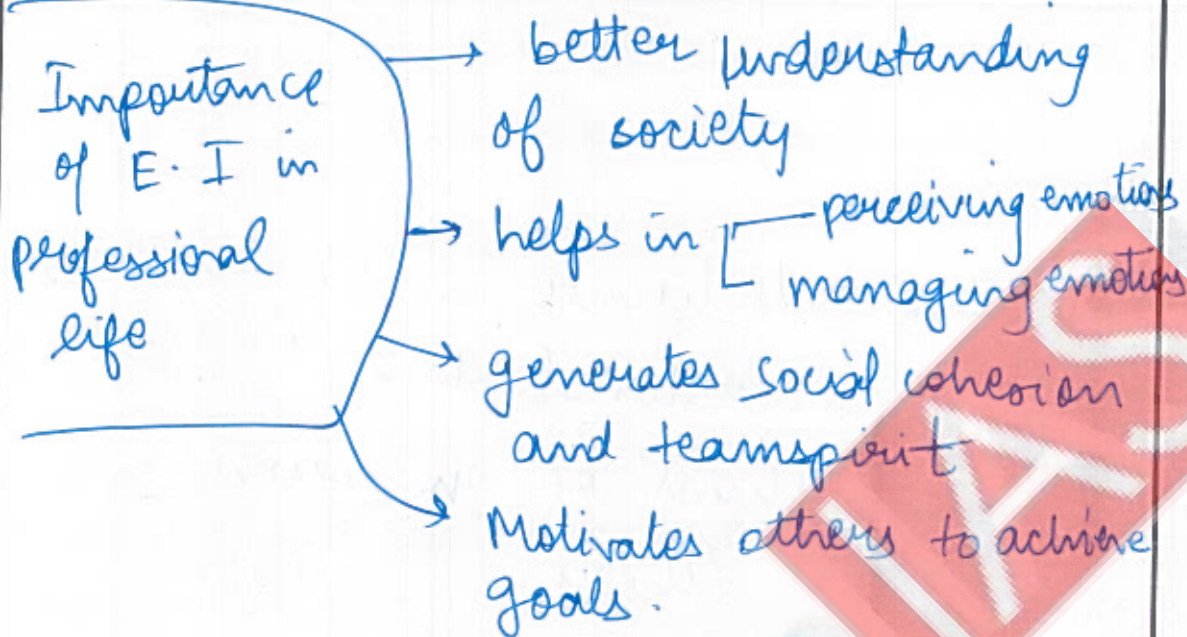 Importance
of E. I in
professional
life
better understanding
of society
helps in
perceiving emotions
managing emotions
generates social cohesion
and teamspirit
Motivates others to achieve
goals.
IAS